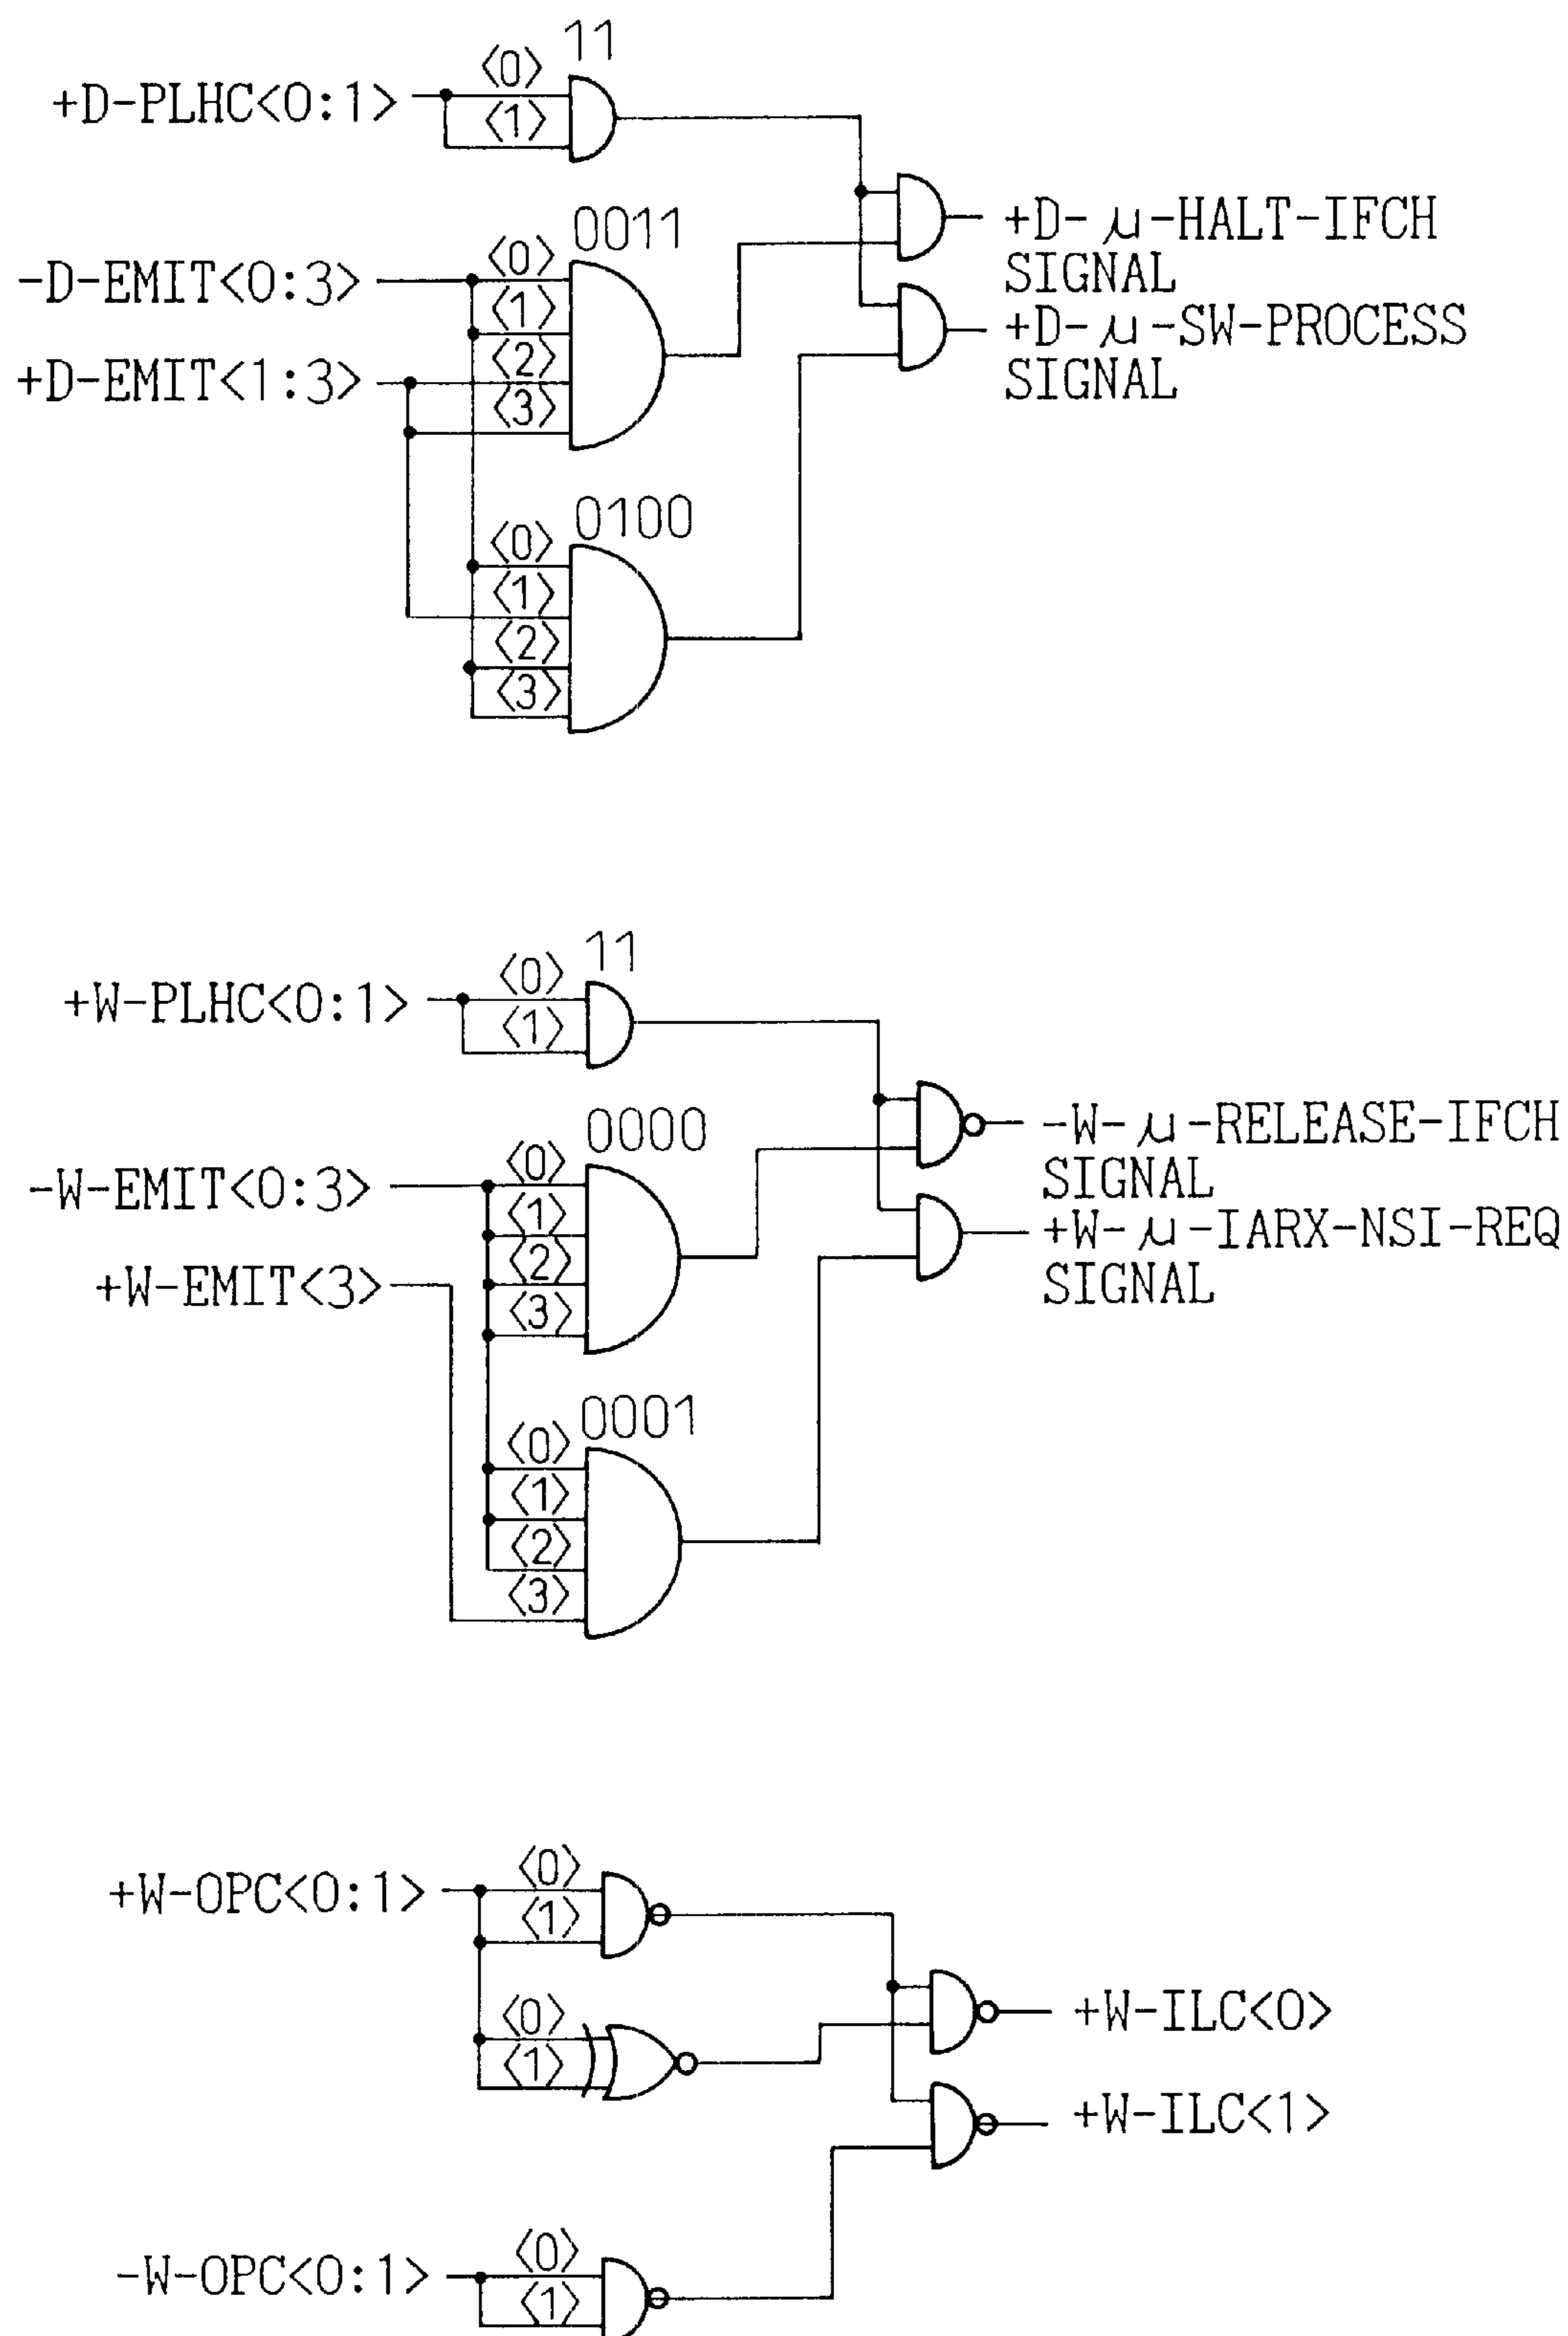 11
<0>
+D-PLHC<0:1>
<1>
0011
<0>
-D-EMIT<0:3>
<1>
<2>
+D-EMIT<1:3>
<3>
+D-μ-HALT-IFCH
SIGNAL
+D-μ-SW-PROCESS
SIGNAL
0100
<0>
<1>
<2>
<3>
11
<0>
+W-PLHC<0:1>
<1>
0000
<0>
-W-EMIT<0:3>
<1>
<2>
+W-EMIT<3>
<3>
-W-μ-RELEASE-IFCH
SIGNAL
+W-μ-IARX-NSI-REQ
SIGNAL
0001
<0>
<1>
<2>
<3>
<0>
+W-OPC<0:1>
<1>
<0>
<1>
+W-ILC<0>
+W-ILC<1>
<0>
-W-OPC<0:1>
<1>